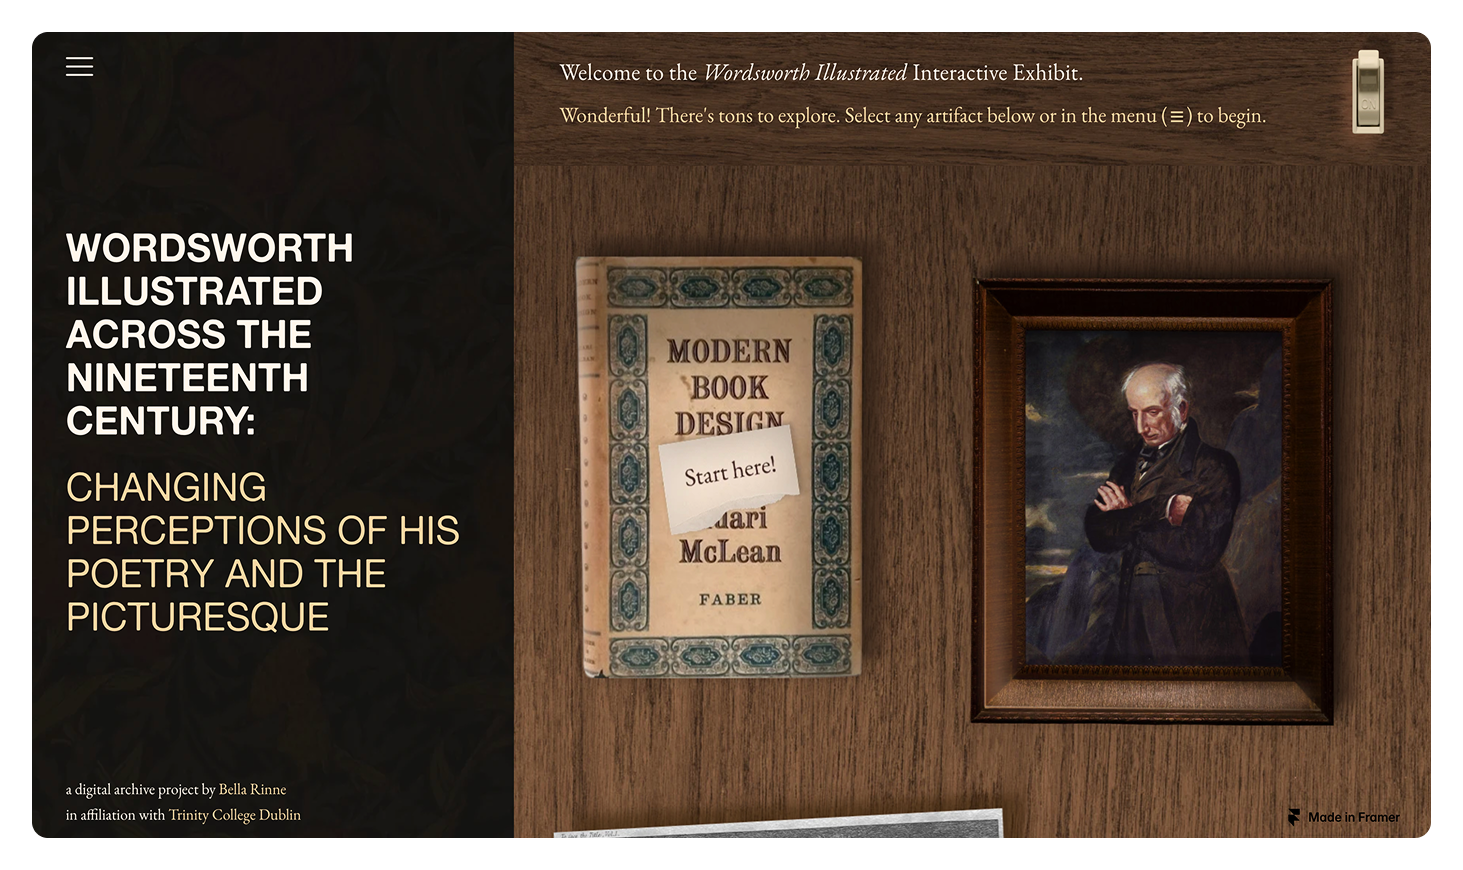 Welcome to the Wordsworth Illustrated Interactive Exhibit.
Wonderful! There's tons to explore. Select any artifact below or in the menu (☰) to begin.
ON
WORDSWORTH
ILLUSTRATED
ACROSS THE
NINETEENTH
CENTURY:
CHANGING
PERCEPTIONS OF HIS
POETRY AND THE
PICTURESQUE
a digital archive project by Bella Rinne
in affiliation with Trinity College Dublin
MODERN
BOOK
DESIGN
Start here!
McLean
FABER
Made in Framer